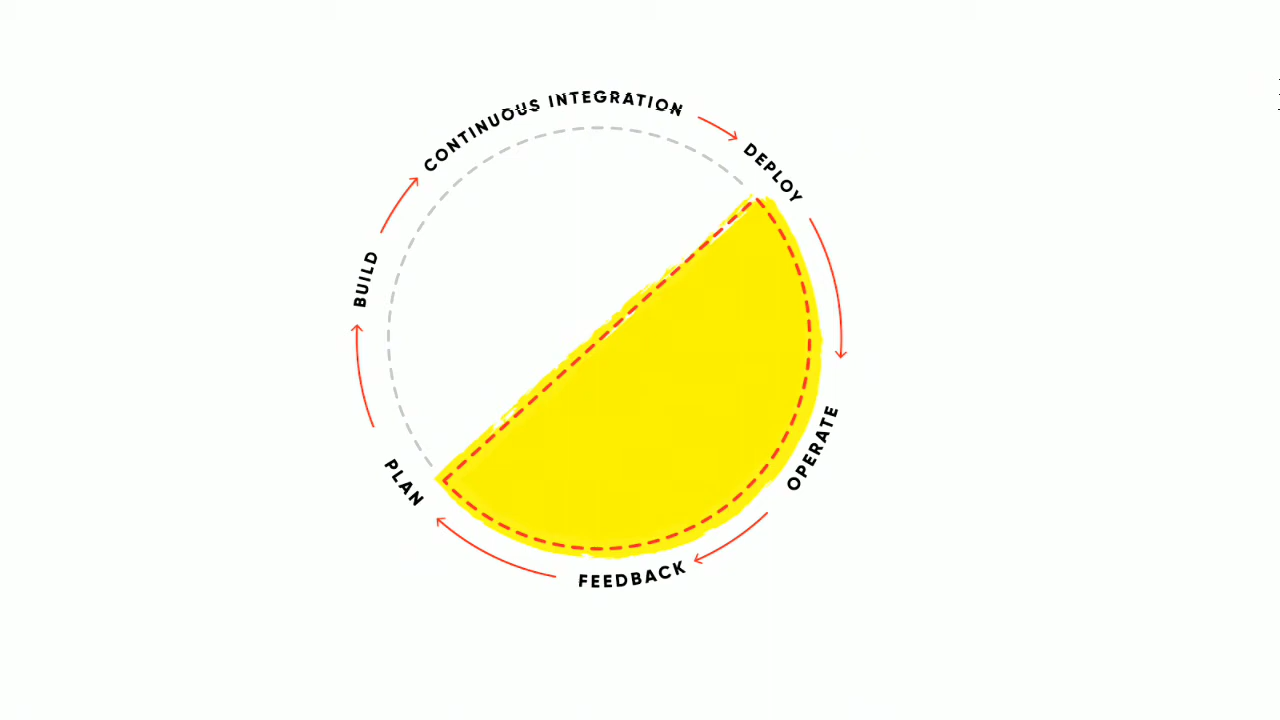 CONTINUOUS INTEGRATION
DEPLOY
OPERATE
FEEDBACK
PLAN
BUILD